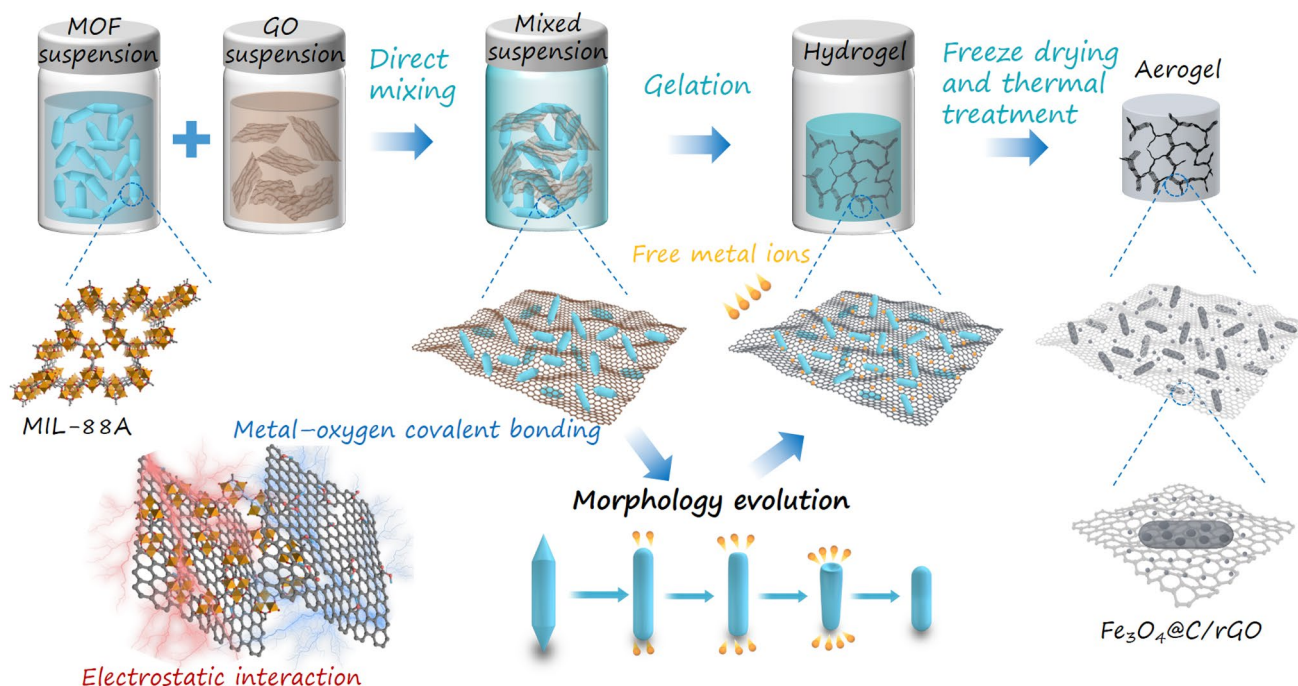 MOF
suspension
GO
suspension
Direct
mixing
Mixed
suspension
Gelation
Hydrogel
Freeze drying
and thermal
treatment
Aerogel
Free metal ions
MIL-88A
Metal–oxygen covalent bonding
Electrostatic interaction
Morphology evolution
Fe₃O₄@C/rGO